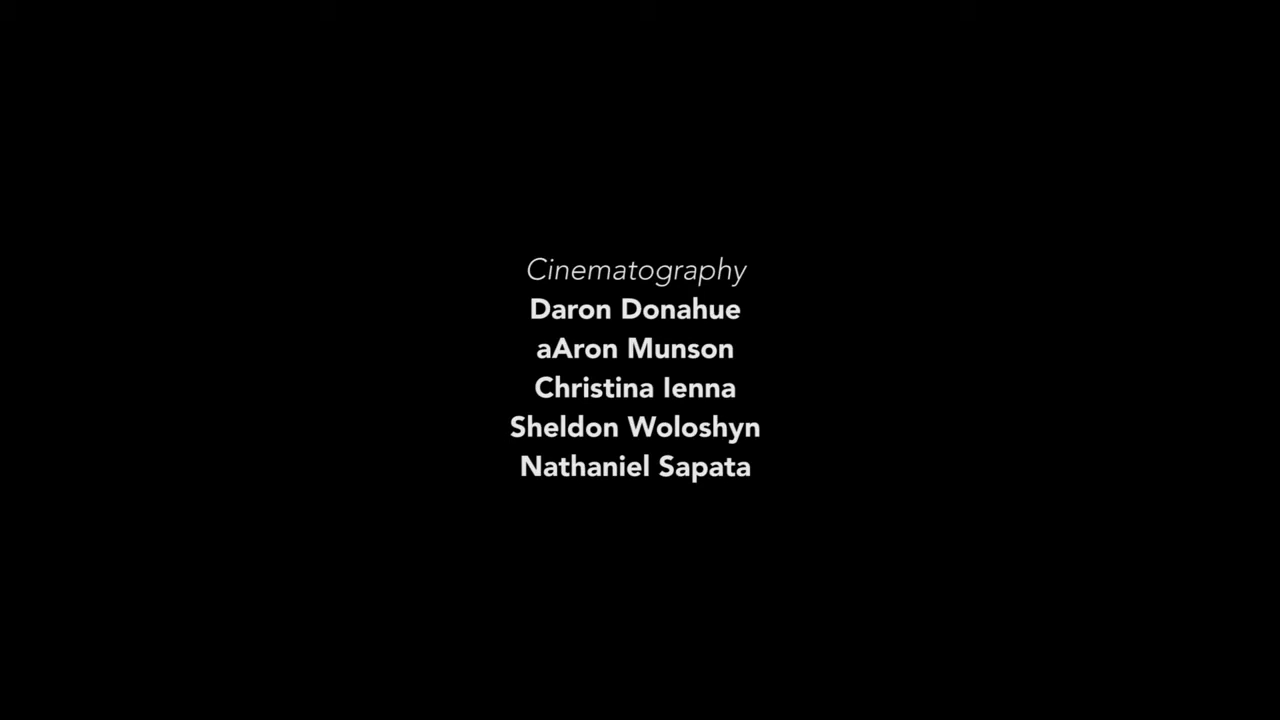 Cinematography
Daron Donahue
aAron Munson
Christina Ienna
Sheldon Woloshyn
Nathaniel Sapata